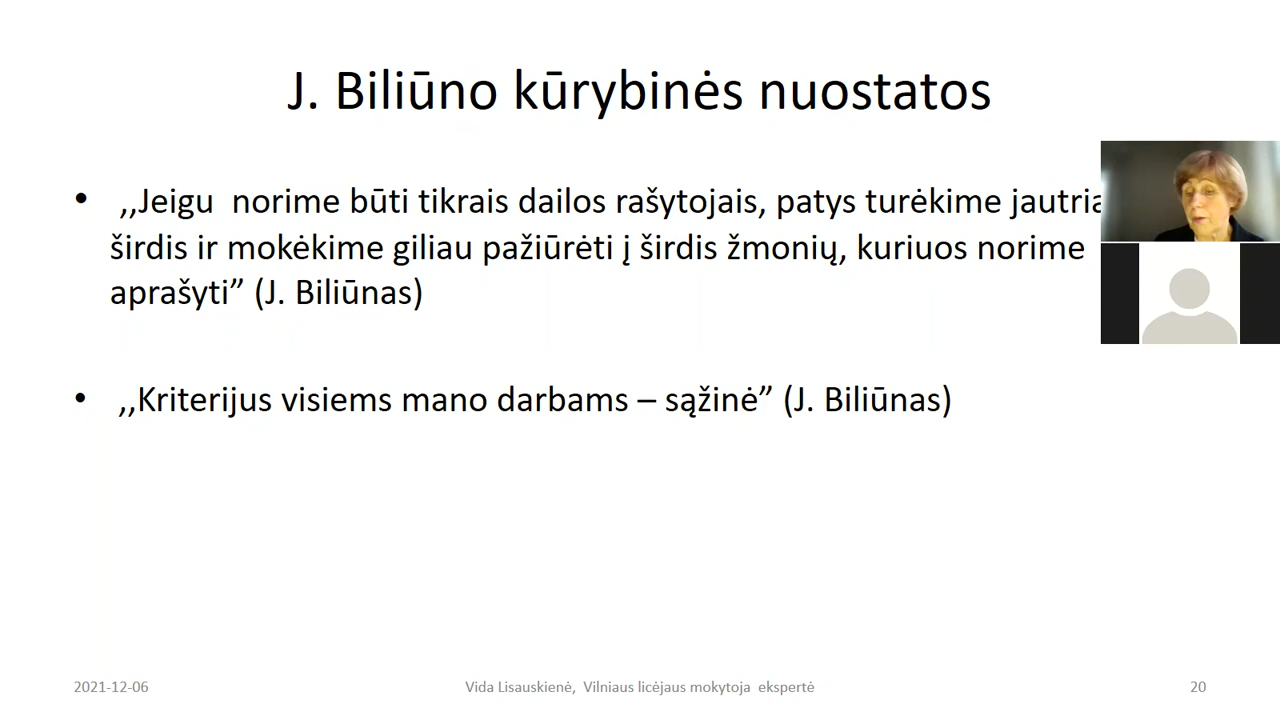 J. Biliūno kūrybinės nuostatos
• ,,Jeigu norime būti tikrais dailos rašytojais, patys turėkime jautria
širdis ir mokėkime giliau pažiūrėti į širdis žmonių, kuriuos norime
aprašyti” (J. Biliūnas)
• ,,Kriterijus visiems mano darbams – sąžinė” (J. Biliūnas)
2021-12-06
Vida Lisauskienė, Vilniaus licėjaus mokytoja ekspertė
20